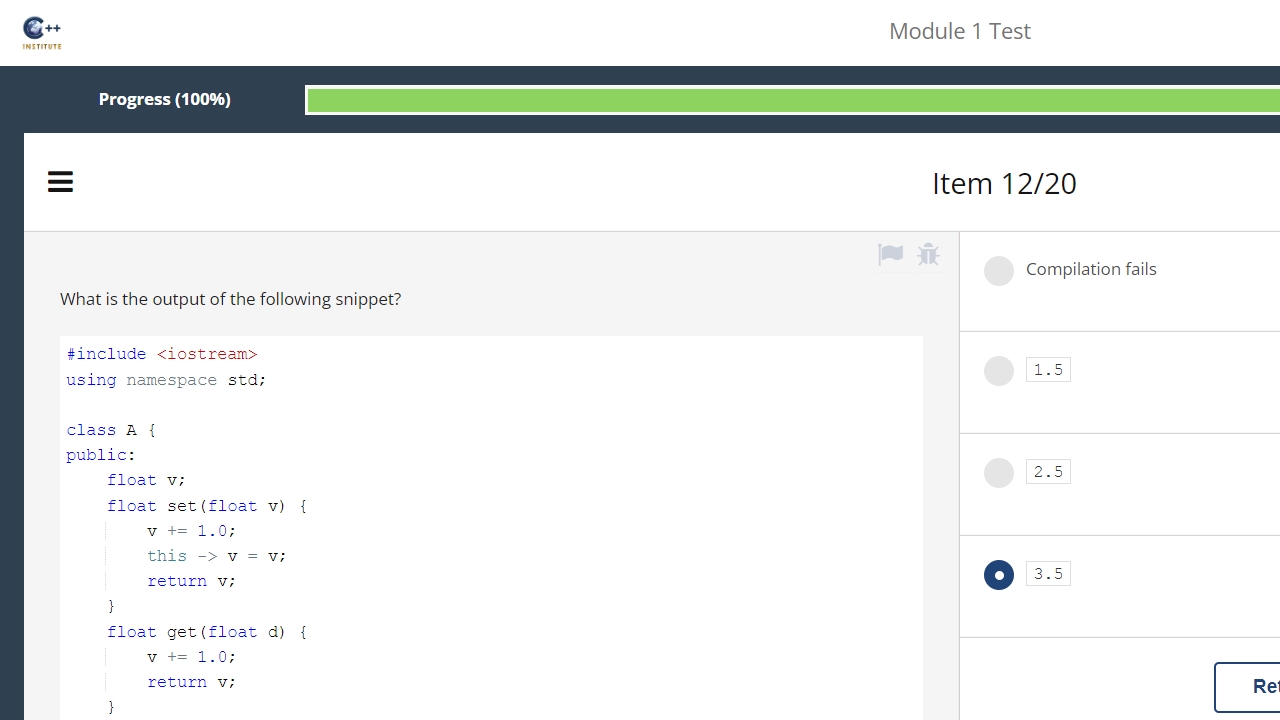 C++
INSTITUTE
Module 1 Test
Progress (100%)
Item 12/20
What is the output of the following snippet?
#include <iostream>
using namespace std;
class A {
public:
    float v;
    float set(float v) {
        v += 1.0;
        this -> v = v;
        return v;
    }
    float get(float d) {
        v += 1.0;
        return v;
    }
Compilation fails
1.5
2.5
3.5
Ret